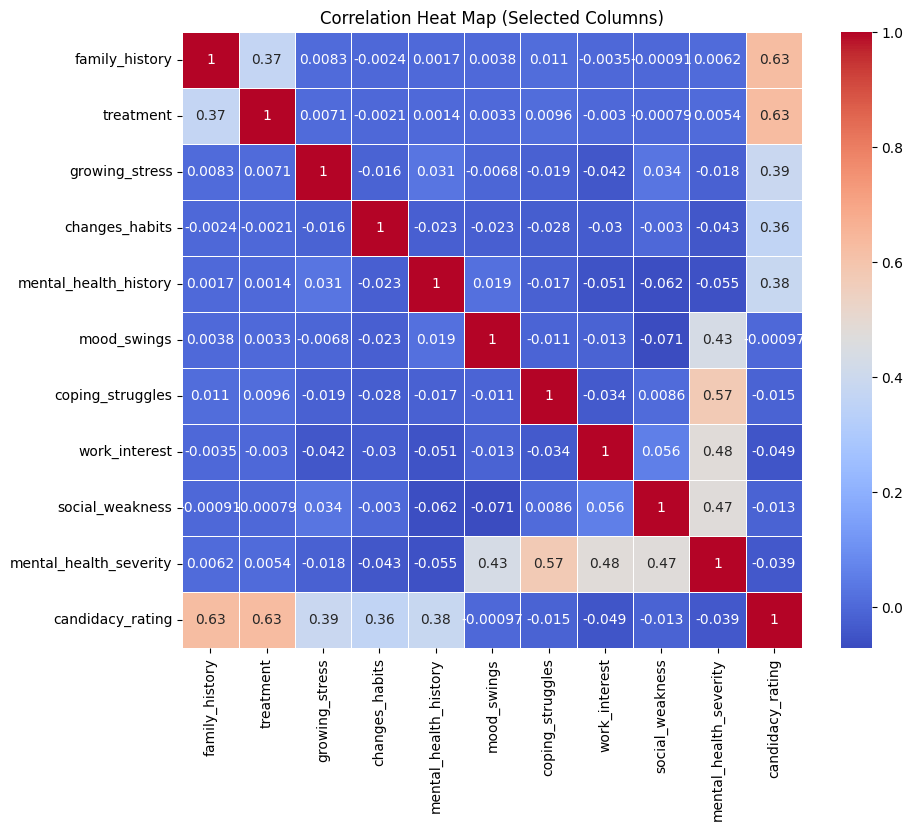 Correlation Heat Map (Selected Columns)
family_history 1 0.37 0.0083 -0.0024 0.0017 0.0038 0.011 -0.0035 -0.00091 0.0062 0.63
treatment 0.37 1 0.0071 -0.0021 0.0014 0.0033 0.0096 -0.003 -0.00079 0.0054 0.63
growing_stress 0.0083 0.0071 1 -0.016 0.031 -0.0068 -0.019 -0.042 0.034 -0.018 0.39
changes_habits -0.0024 -0.0021 -0.016 1 -0.023 -0.023 -0.028 -0.03 -0.003 -0.043 0.36
mental_health_history 0.0017 0.0014 0.031 -0.023 1 0.019 -0.017 -0.051 -0.062 -0.055 0.38
mood_swings 0.0038 0.0033 -0.0068 -0.023 0.019 1 -0.011 -0.013 -0.071 0.43 -0.00097
coping_struggles 0.011 0.0096 -0.019 -0.028 -0.017 -0.011 1 -0.034 0.0086 0.57 -0.015
work_interest -0.0035 -0.003 -0.042 -0.03 -0.051 -0.013 -0.034 1 0.056 0.48 -0.049
social_weakness -0.00091 -0.00079 0.034 -0.003 -0.062 -0.071 0.0086 0.056 1 0.47 -0.013
mental_health_severity 0.0062 0.0054 -0.018 -0.043 -0.055 0.43 0.57 0.48 0.47 1 -0.039
candidacy_rating 0.63 0.63 0.39 0.36 0.38 -0.00097 -0.015 -0.049 -0.013 -0.039 1
family_history
treatment
growing_stress
changes_habits
mental_health_history
mood_swings
coping_struggles
work_interest
social_weakness
mental_health_severity
candidacy_rating
1.0
0.8
0.6
0.4
0.2
0.0